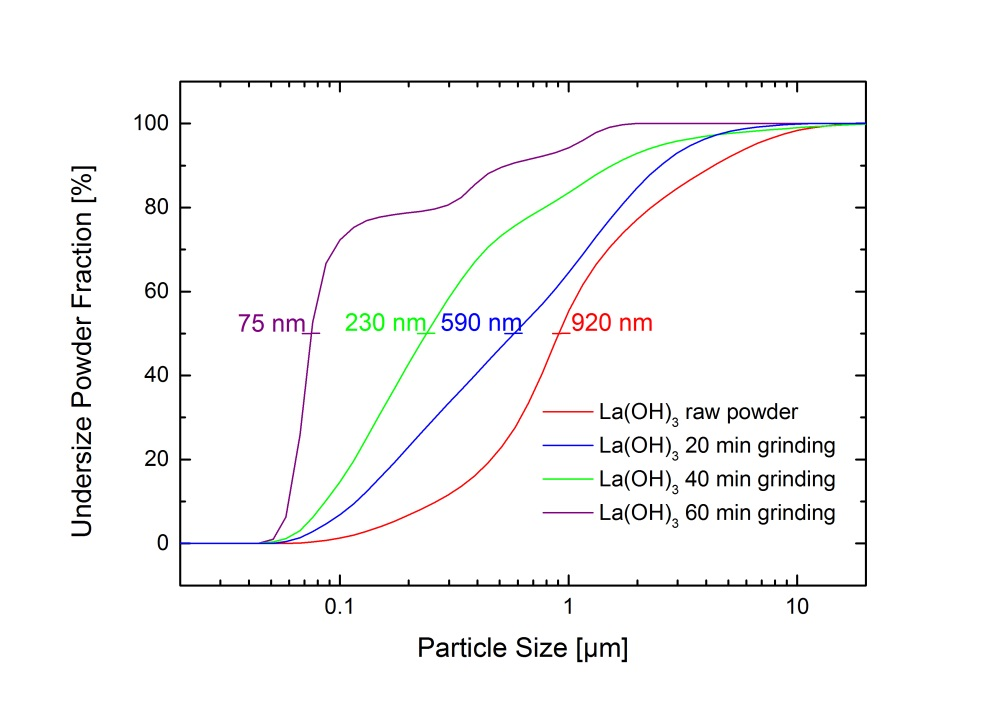 Undersize Powder Fraction [%]
100
80
60
40
20
0
75 nm 230 nm 590 nm 920 nm
La(OH)₃ raw powder
La(OH)₃ 20 min grinding
La(OH)₃ 40 min grinding
La(OH)₃ 60 min grinding
0.1 1 10
Particle Size [µm]